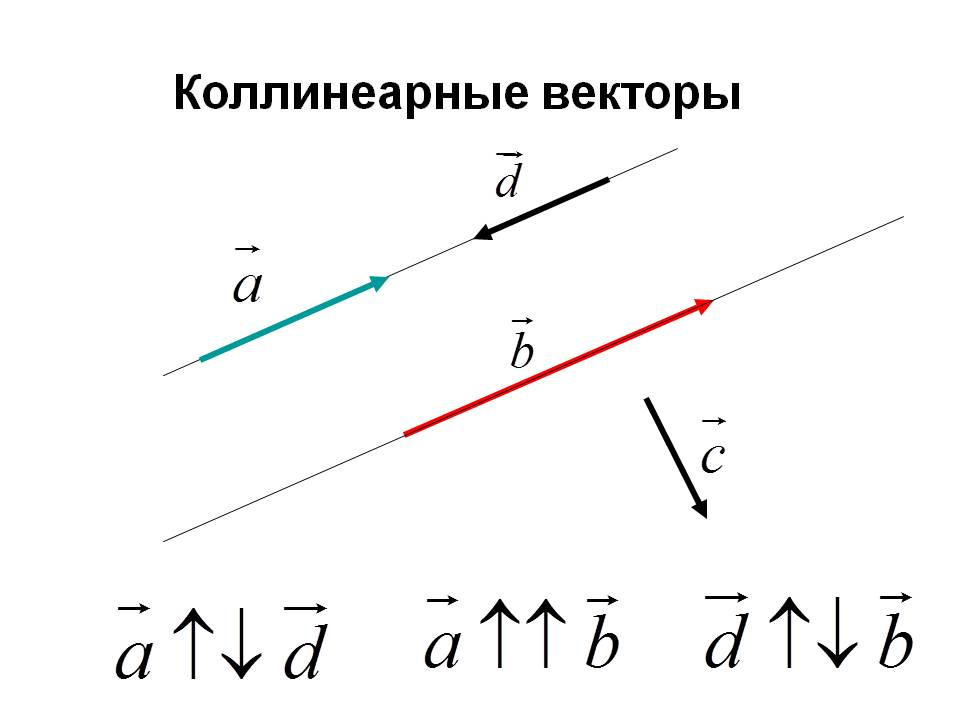 Коллинеарные векторы
d⃗
a⃗
b⃗
c⃗
a⃗ ↑↓ d⃗ a⃗ ↑↑ b⃗ d⃗ ↑↓ b⃗